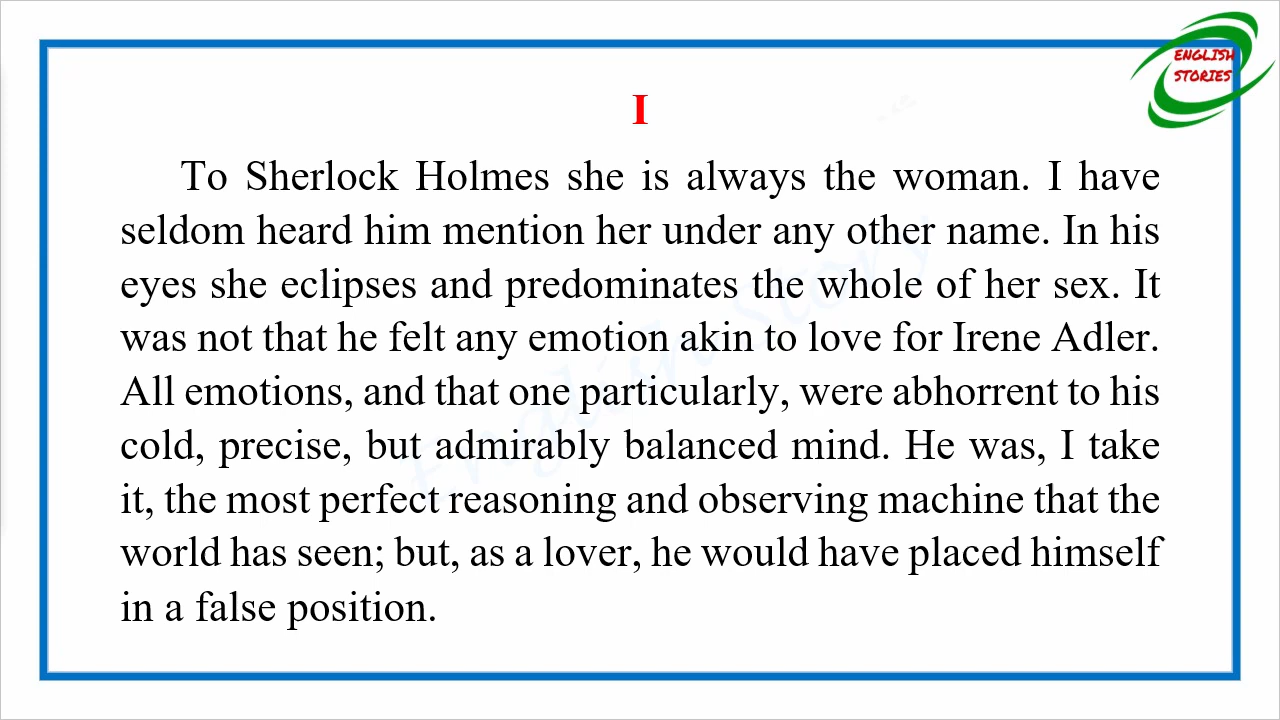 ENGLISH
STORIES
I
To Sherlock Holmes she is always the woman. I have
seldom heard him mention her under any other name. In his
eyes she eclipses and predominates the whole of her sex. It
was not that he felt any emotion akin to love for Irene Adler.
All emotions, and that one particularly, were abhorrent to his
cold, precise, but admirably balanced mind. He was, I take
it, the most perfect reasoning and observing machine that the
world has seen; but, as a lover, he would have placed himself
in a false position.
English Story